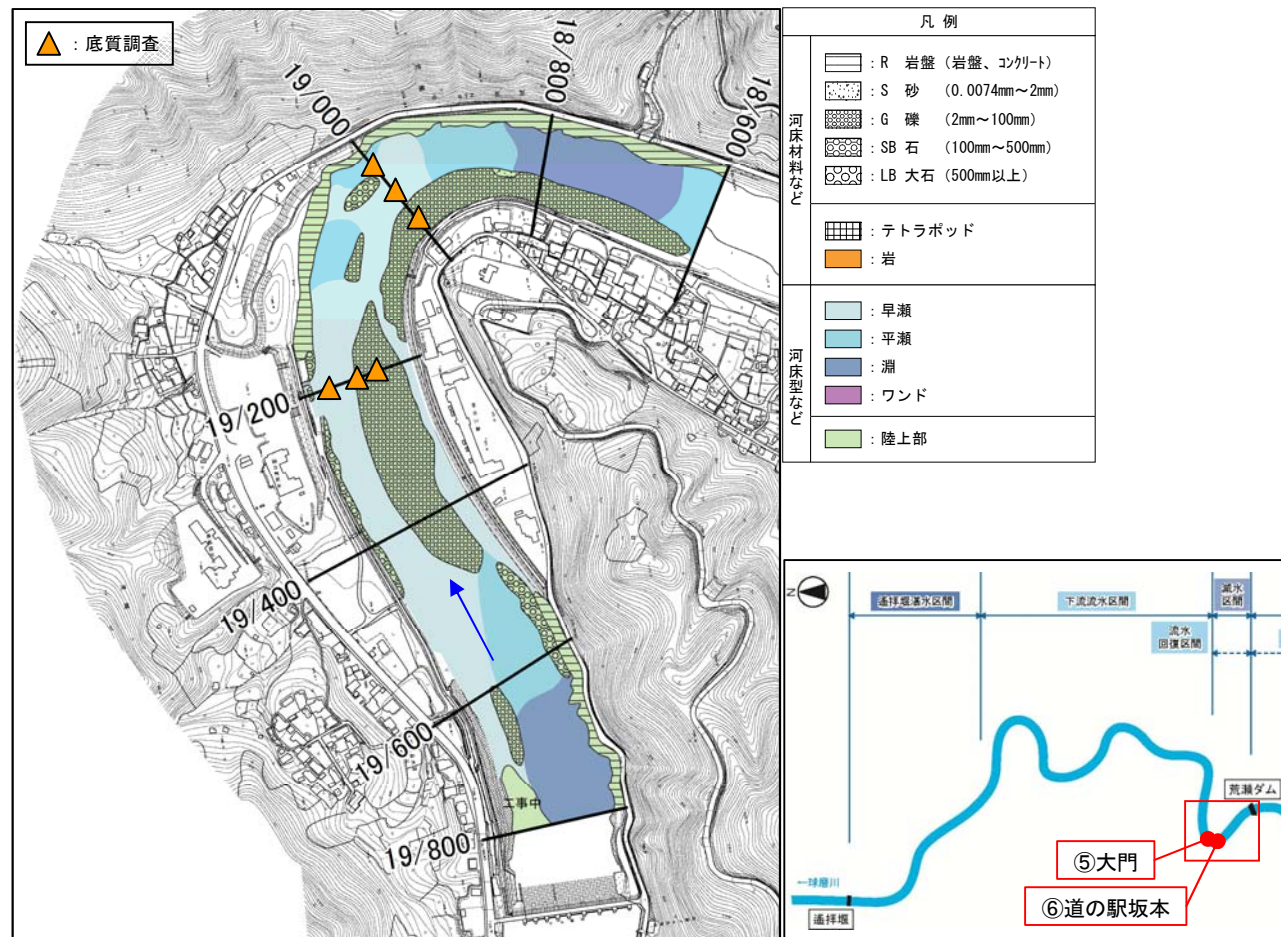 ：底質調査
18/800
18/600
19/000
19/200
19/400
19/600
工事中
19/800
凡 例
河床材料など
：R 岩盤（岩盤、ｺﾝｸﾘｰﾄ）
：S 砂 （0.0074mm～2mm）
：G 礫 （2mm～100mm）
：SB 石 （100mm～500mm）
：LB 大石（500mm以上）
：テトラポッド
：岩
河床型など
：早瀬
：平瀬
：淵
：ワンド
：陸上部
N
遙拝堰湛水区間
下流流水区間
減水
区間
流水
回復区間
荒瀬ダム
⑤大門
⑥道の駅坂本
←球磨川
遙拝堰